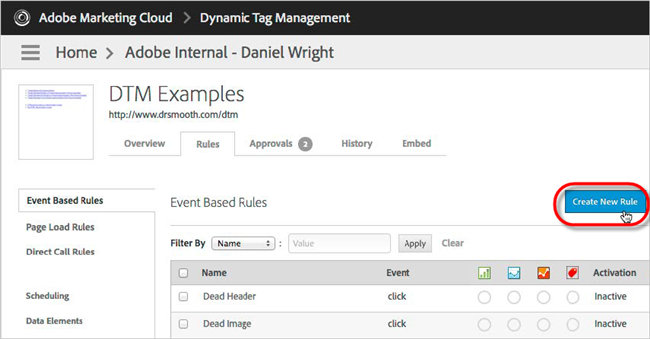 Adobe Marketing Cloud Dynamic Tag Management
Home Adobe Internal - Daniel Wright
DTM Examples
http://www.drsmooth.com/dtm
Overview Rules Approvals 2 History Embed
Event Based Rules
Page Load Rules
Direct Call Rules
Scheduling
Data Elements
Event Based Rules Create New Rule
Filter By Name : Value Apply Clear
Name Event Activation
Dead Header click Inactive
Dead Image click Inactive